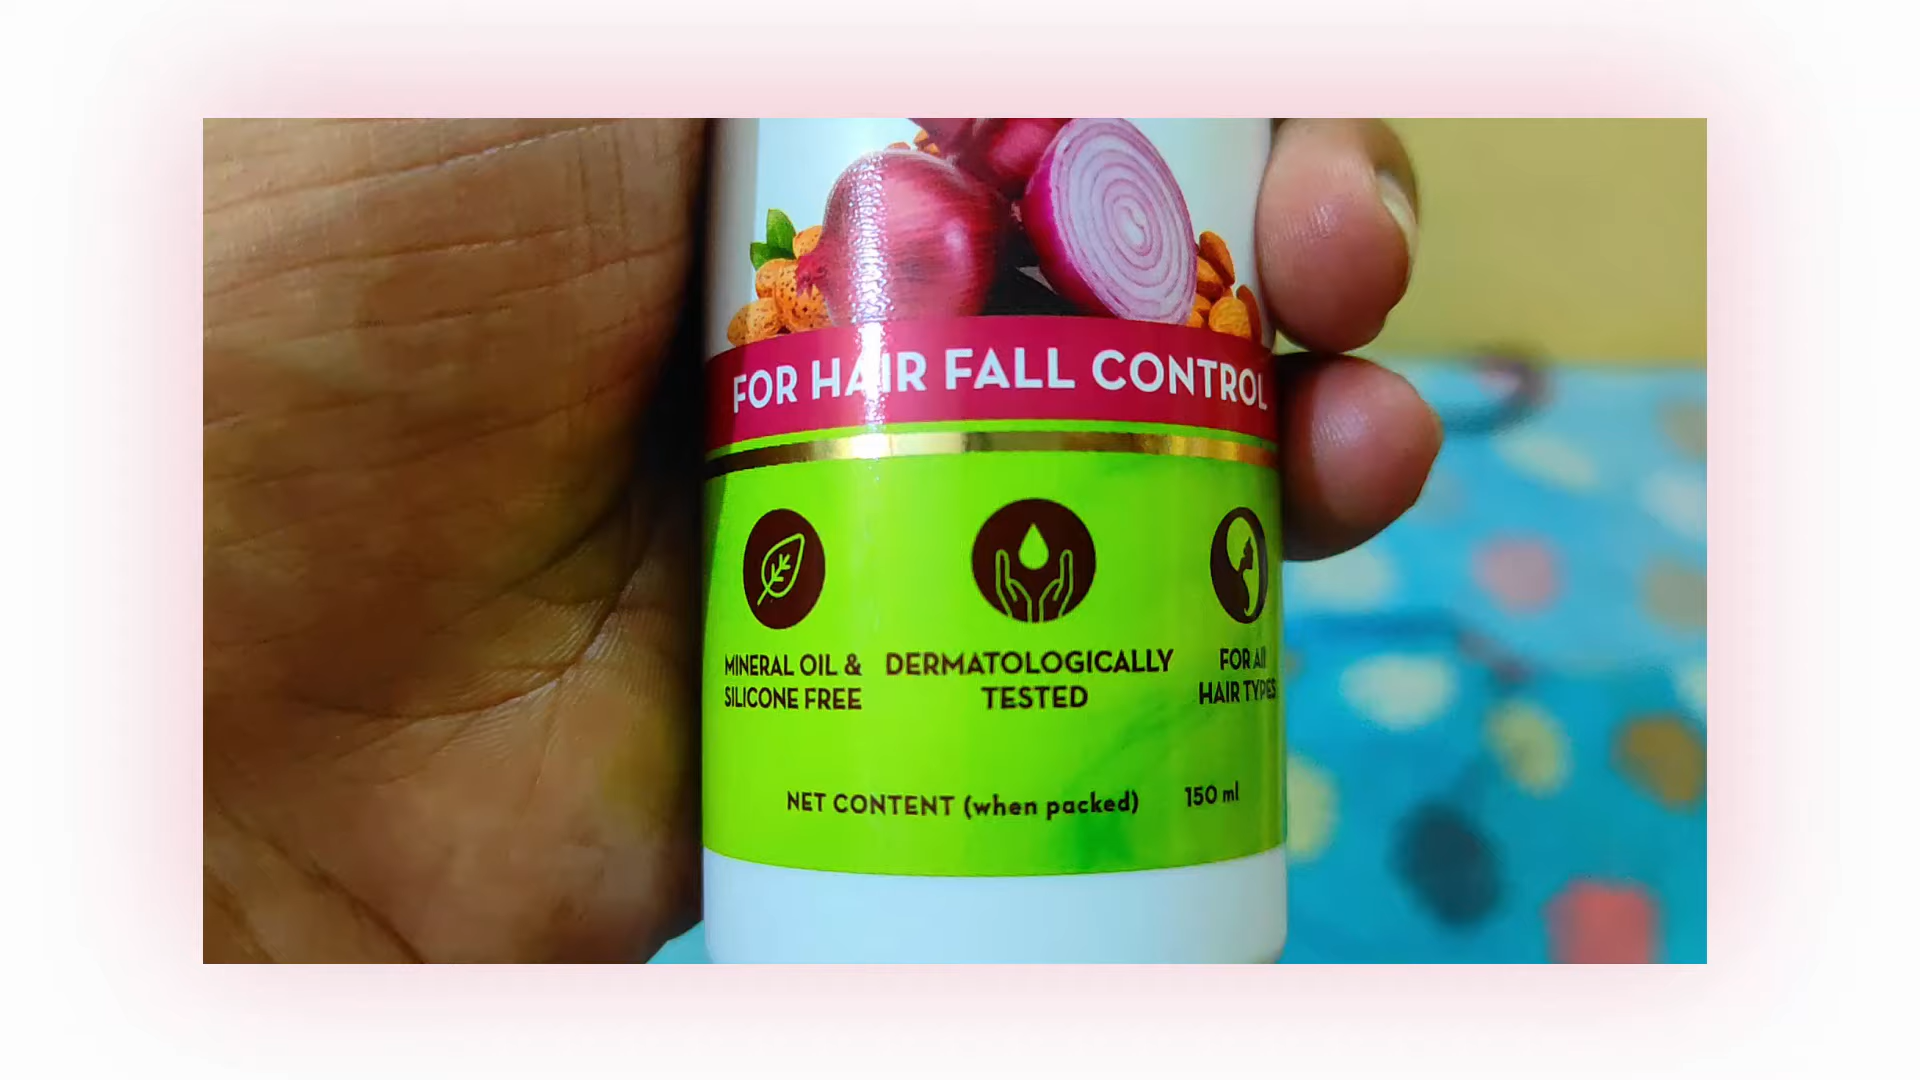 FOR HAIR FALL CONTROL
MINERAL OIL &
SILICONE FREE
DERMATOLOGICALLY
TESTED
FOR All
HAIR TYPES
NET CONTENT (when packed) 150 ml